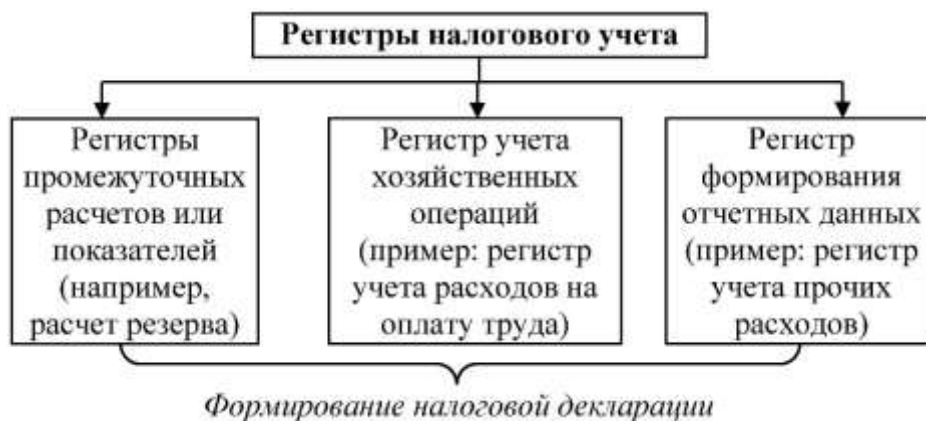 Регистры налогового учета
Регистры
промежуточных
расчетов или
показателей
(например,
расчет резерва)
Регистр учета
хозяйственных
операций
(пример: регистр
учета расходов на
оплату труда)
Регистр
формирования
отчетных данных
(пример: регистр
учета прочих
расходов)
Формирование налоговой декларации